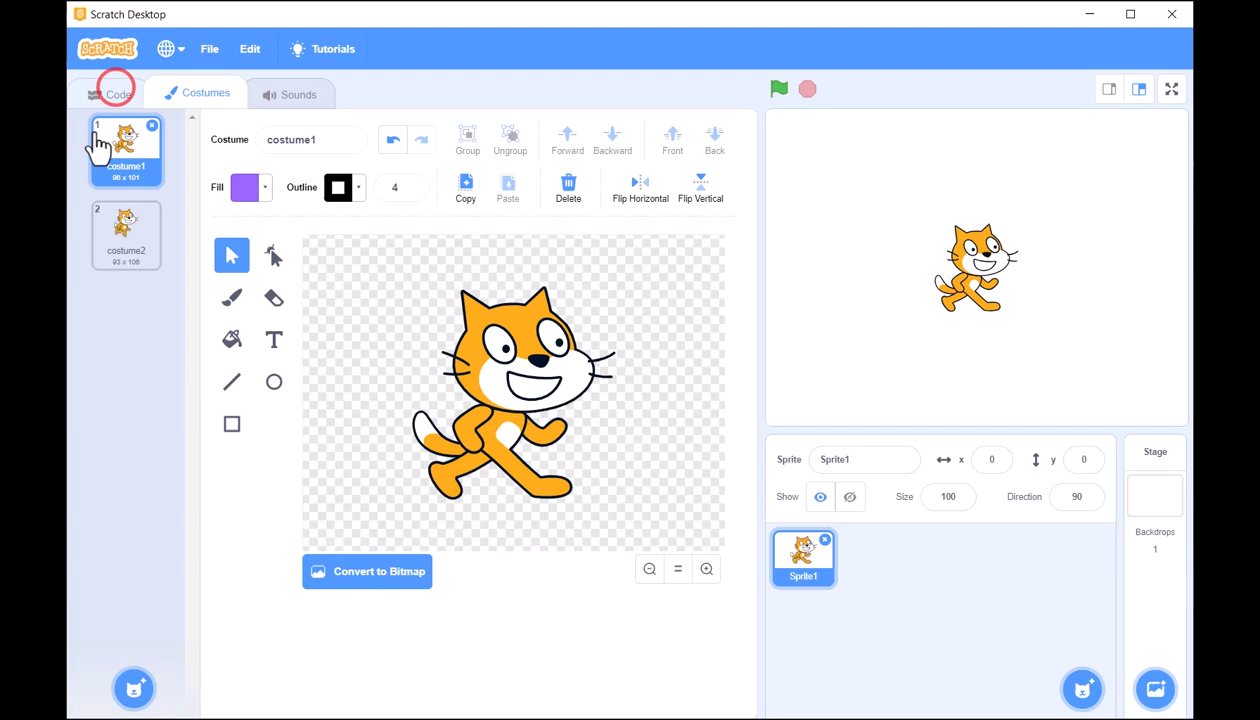 Scratch Desktop
SCRATCH
File
Edit
Tutorials
Code
Costumes
Sounds
1
costume1
96 x 101
2
costume2
93 x 106
Costume
costume1
Group
Ungroup
Forward
Backward
Front
Back
Fill
Outline
4
Copy
Paste
Delete
Flip Horizontal
Flip Vertical
T
Convert to Bitmap
Sprite
Sprite1
x
0
y
0
Show
Size
100
Direction
90
Sprite1
Stage
Backdrops
1